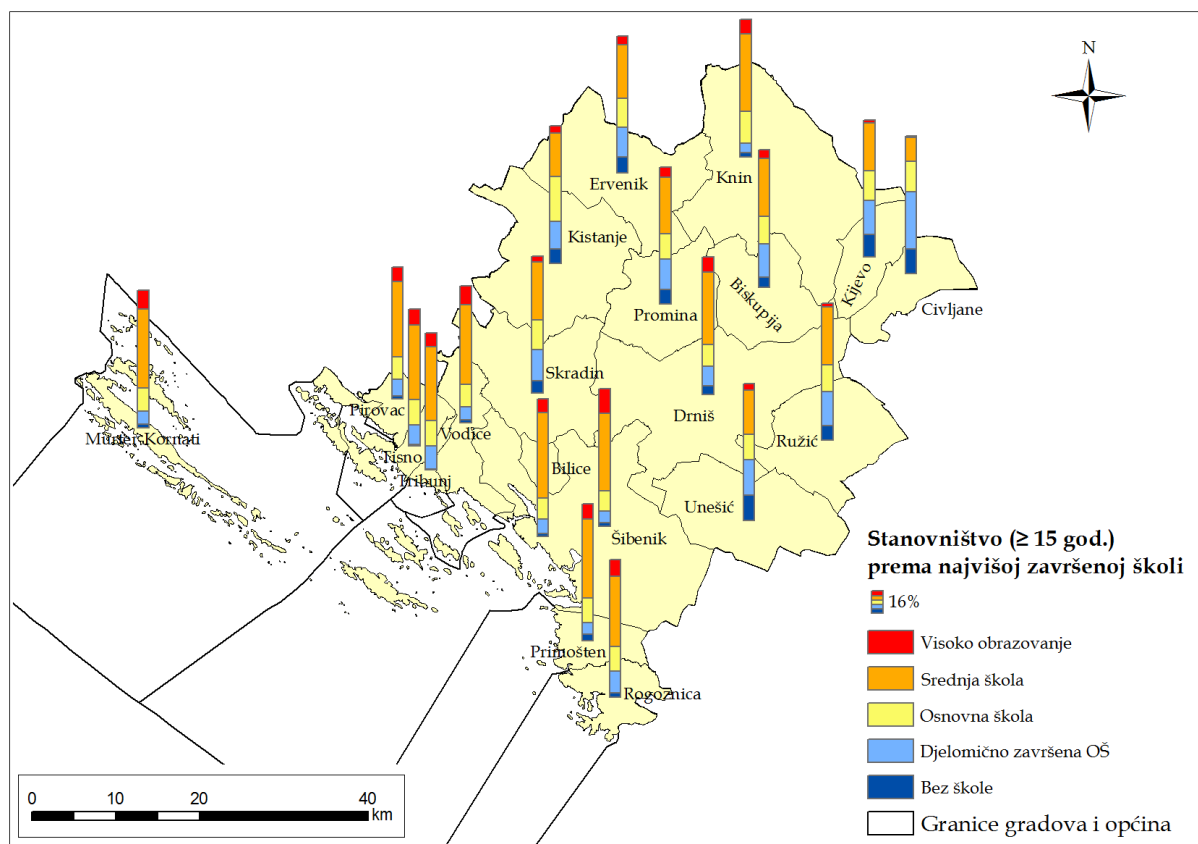 N
Ervenik
Knin
Kistanje
Kijevo
Biskupija
Promina
Civljane
Skradin
Drniš
Pirovac
Murter-Kornati
Vodice
Tisno
Tribunj
Bilice
Ružić
Unešić
Šibenik
Primošten
Rogoznica
Stanovništvo (≥ 15 god.)
prema najvišoj završenoj školi
16%
Visoko obrazovanje
Srednja škola
Osnovna škola
Djelomično završena OŠ
Bez škole
Granice gradova i općina
0 10 20 40
km